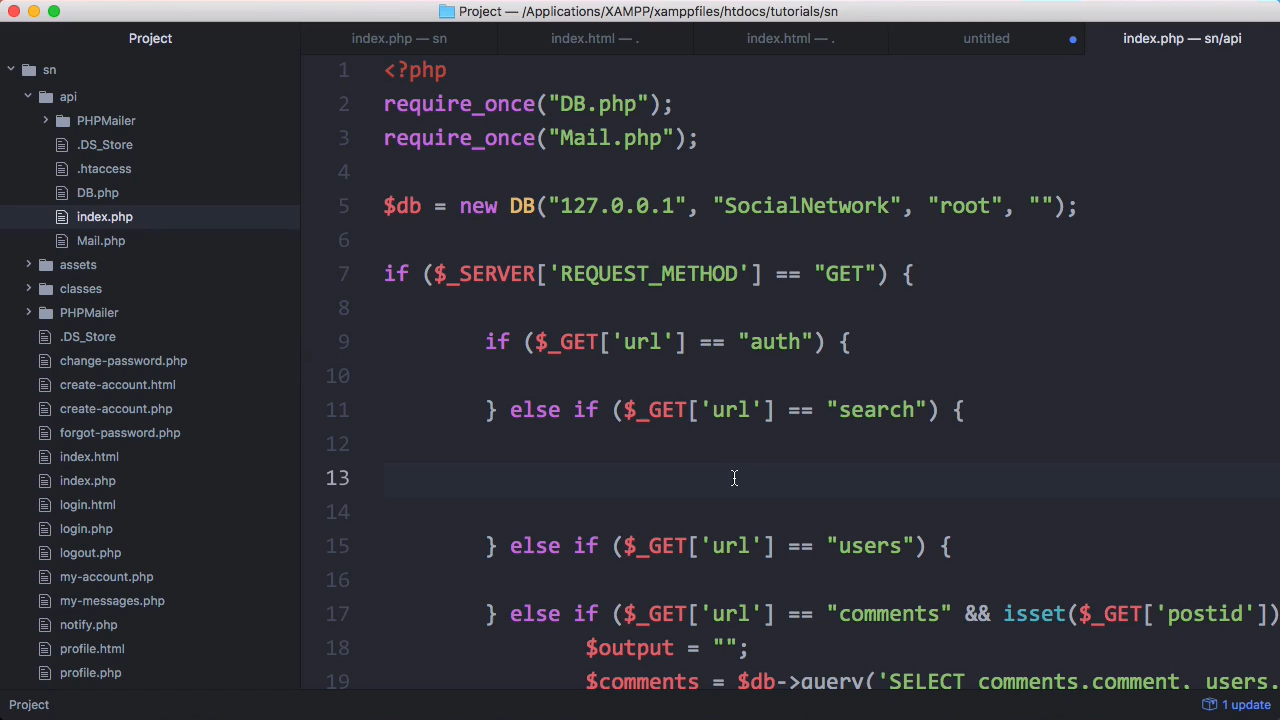 Project — /Applications/XAMPP/xamppfiles/htdocs/tutorials/sn
Project
index.php — sn
index.html — .
index.html — .
untitled
index.php — sn/api
sn
api
PHPMailer
.DS_Store
.htaccess
DB.php
index.php
Mail.php
assets
classes
PHPMailer
.DS_Store
change-password.php
create-account.html
create-account.php
forgot-password.php
index.html
index.php
login.html
login.php
logout.php
my-account.php
my-messages.php
notify.php
profile.html
profile.php
1 <?php
2 require_once("DB.php");
3 require_once("Mail.php");
4
5 $db = new DB("127.0.0.1", "SocialNetwork", "root", "");
6
7 if ($_SERVER['REQUEST_METHOD'] == "GET") {
8
9 if ($_GET['url'] == "auth") {
10
11 } else if ($_GET['url'] == "search") {
12
13
14
15 } else if ($_GET['url'] == "users") {
16
17 } else if ($_GET['url'] == "comments" && isset($_GET['postid'])
18 $output = "";
19 $comments = $db->query('SELECT comments.comment, users.
Project
1 update